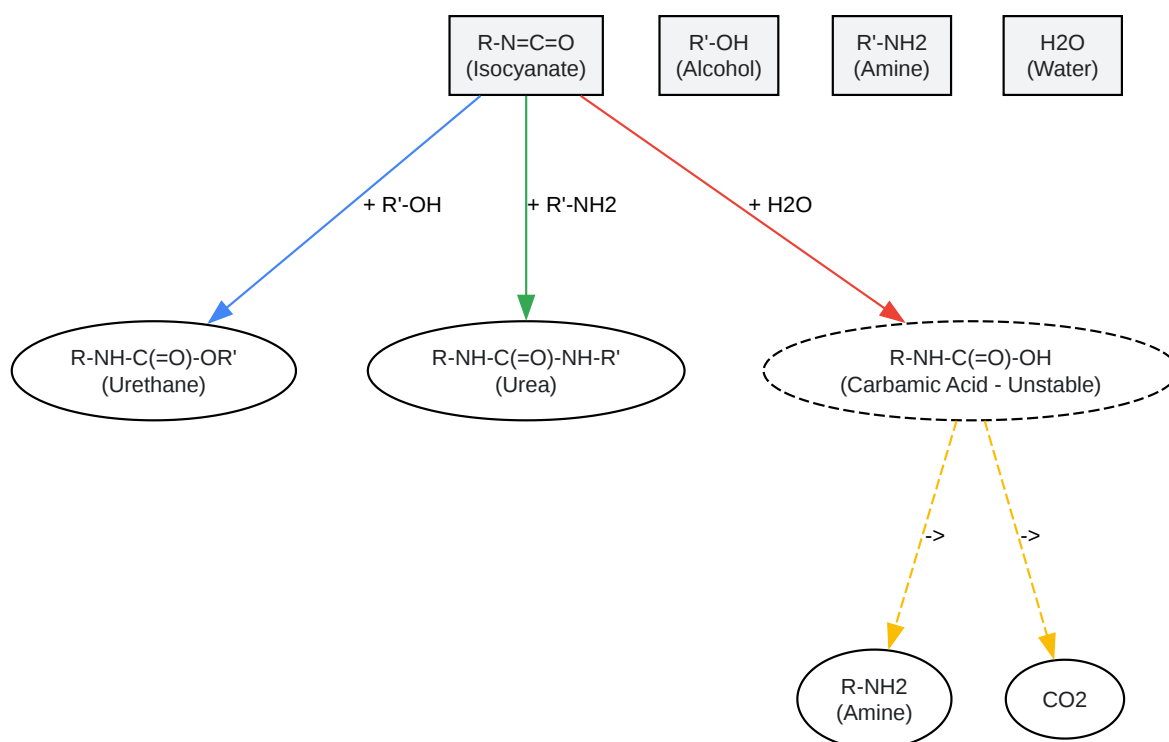 R-N=C=O
(Isocyanate)
R'-OH
(Alcohol)
R'-NH2
(Amine)
H2O
(Water)
+ R'-OH
+ R'-NH2
+ H2O
R-NH-C(=O)-OR'
(Urethane)
R-NH-C(=O)-NH-R'
(Urea)
R-NH-C(=O)-OH
(Carbamic Acid - Unstable)
->
->
R-NH2
(Amine)
CO2